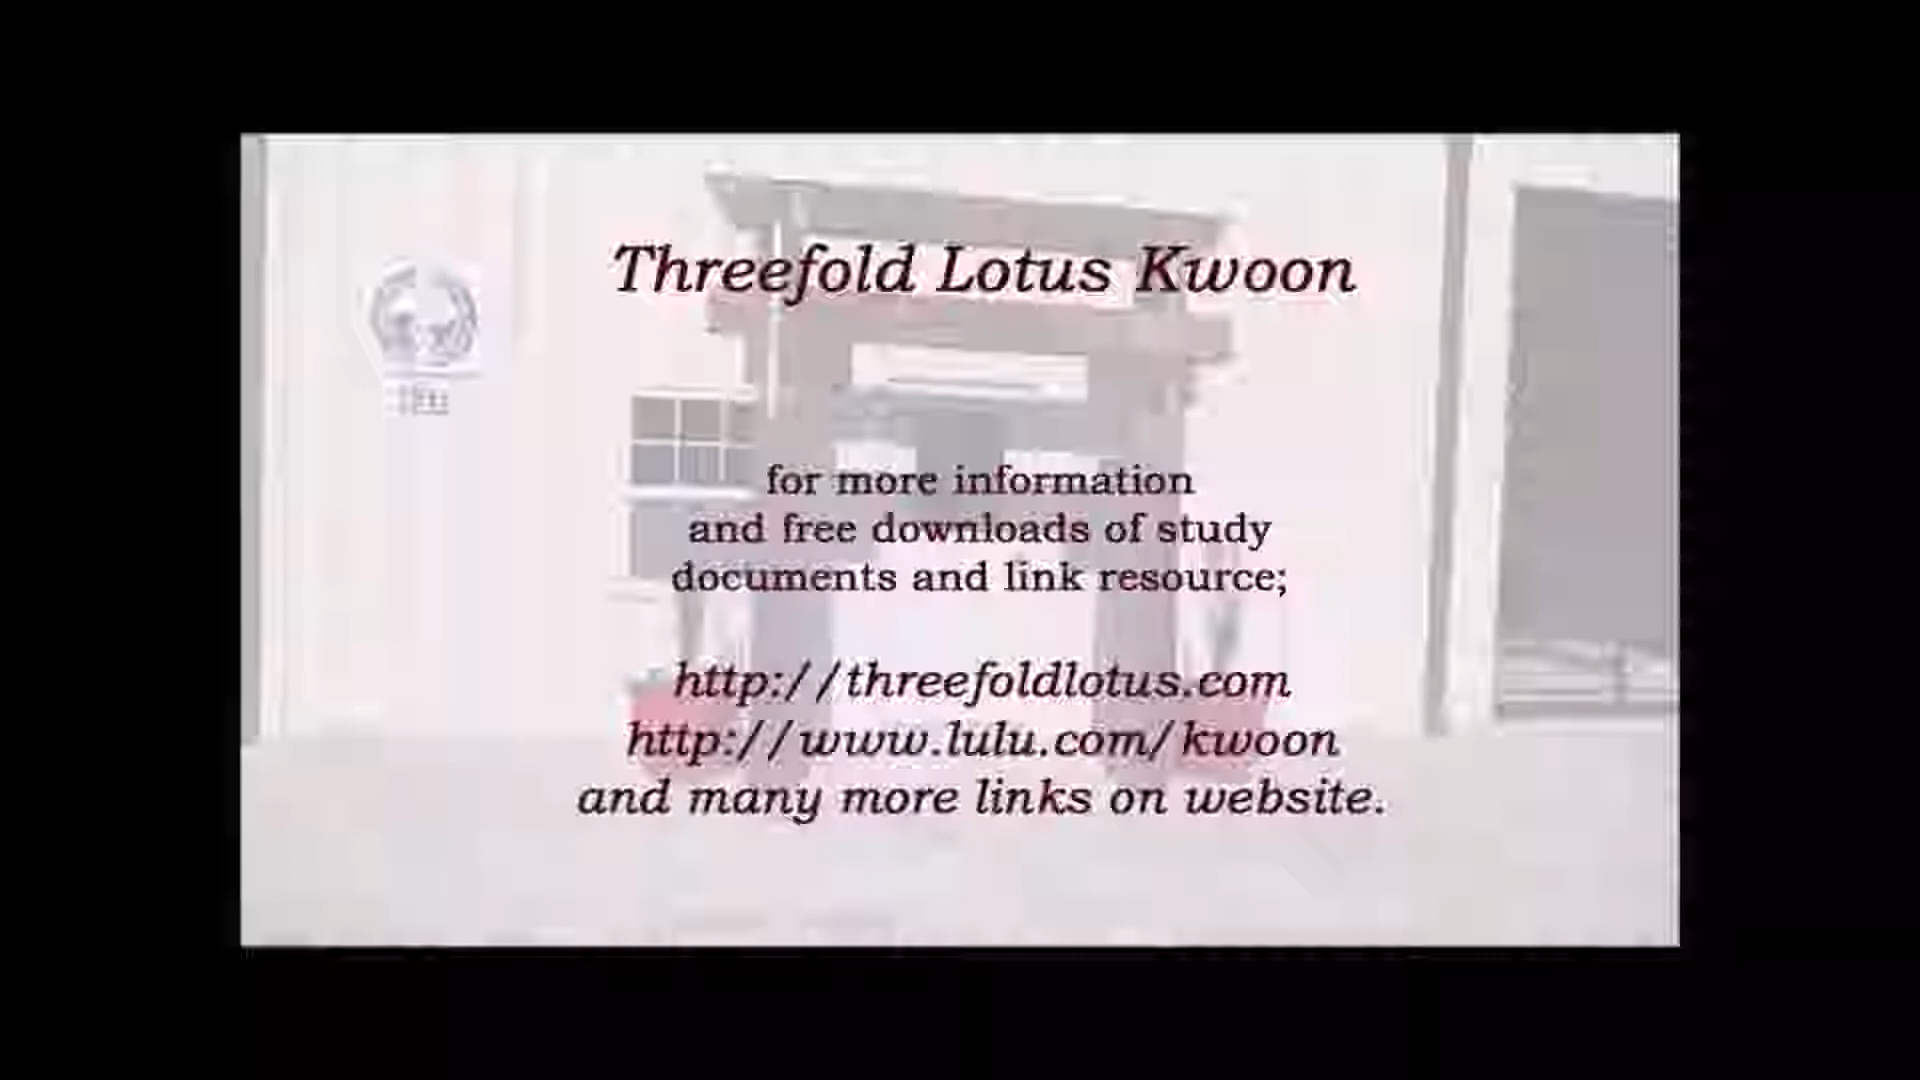 Threefold Lotus Kwoon
for more information
and free downloads of study
documents and link resource;
http://threefoldlotus.com
http://www.lulu.com/kwoon
and many more links on website.